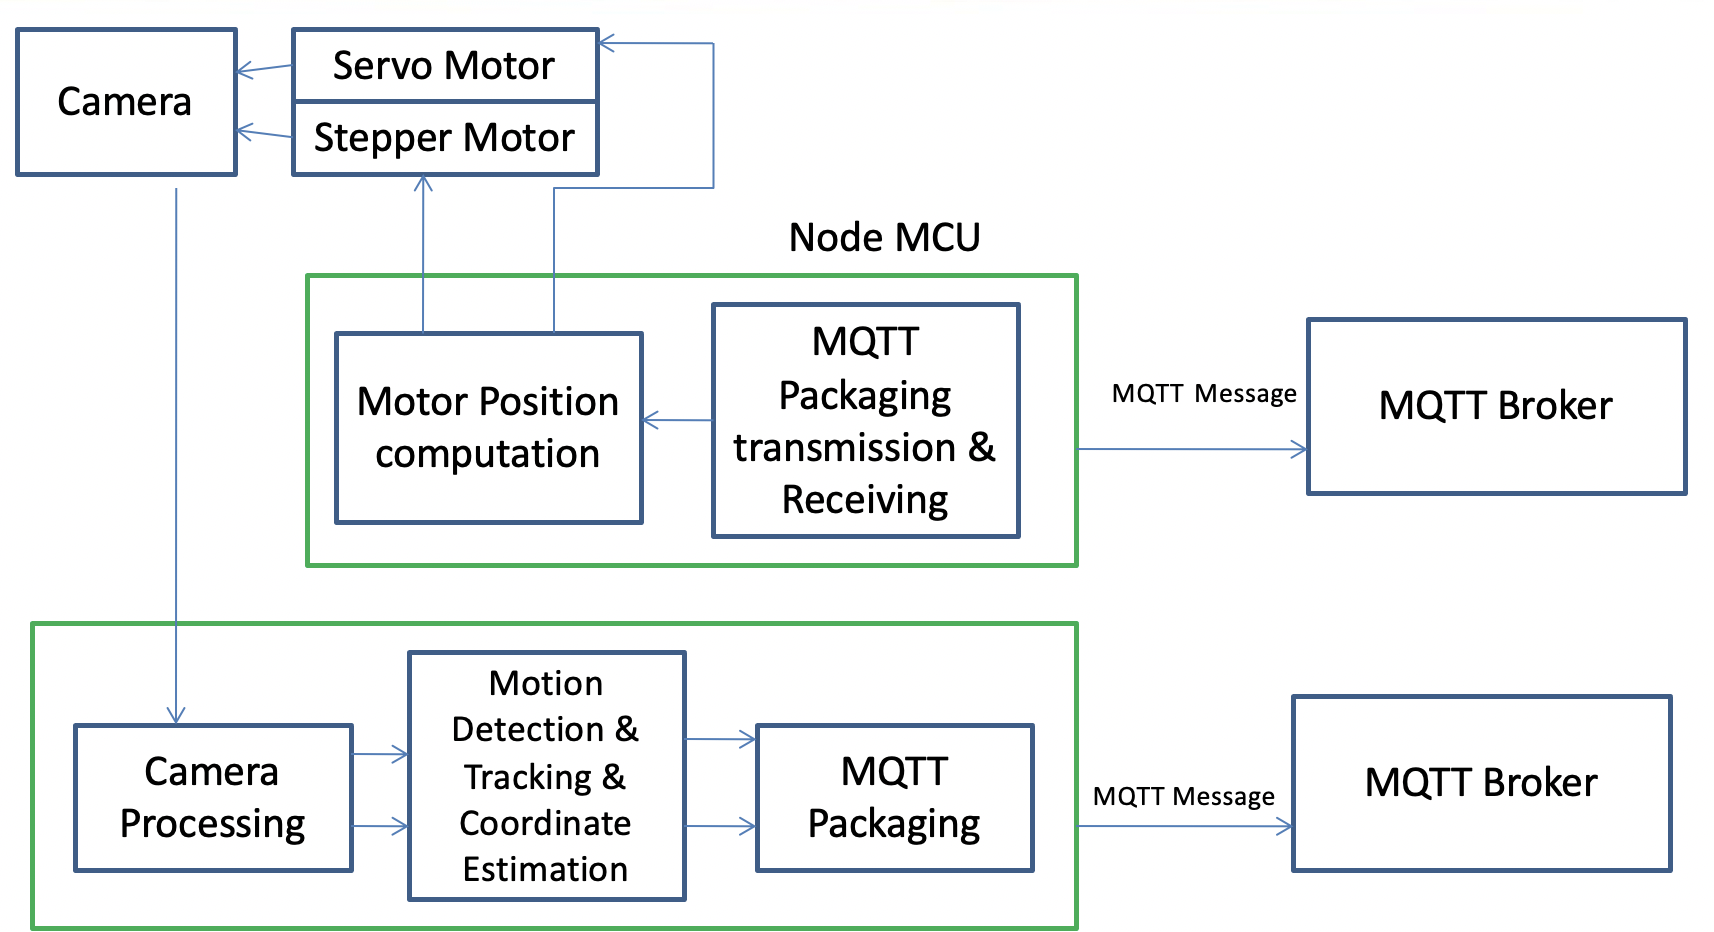 Camera
Servo Motor
Stepper Motor
Node MCU
Motor Position
computation
MQTT
Packaging
transmission &
Receiving
MQTT Message
MQTT Broker
Camera
Processing
Motion
Detection &
Tracking &
Coordinate
Estimation
MQTT
Packaging
MQTT Message
MQTT Broker